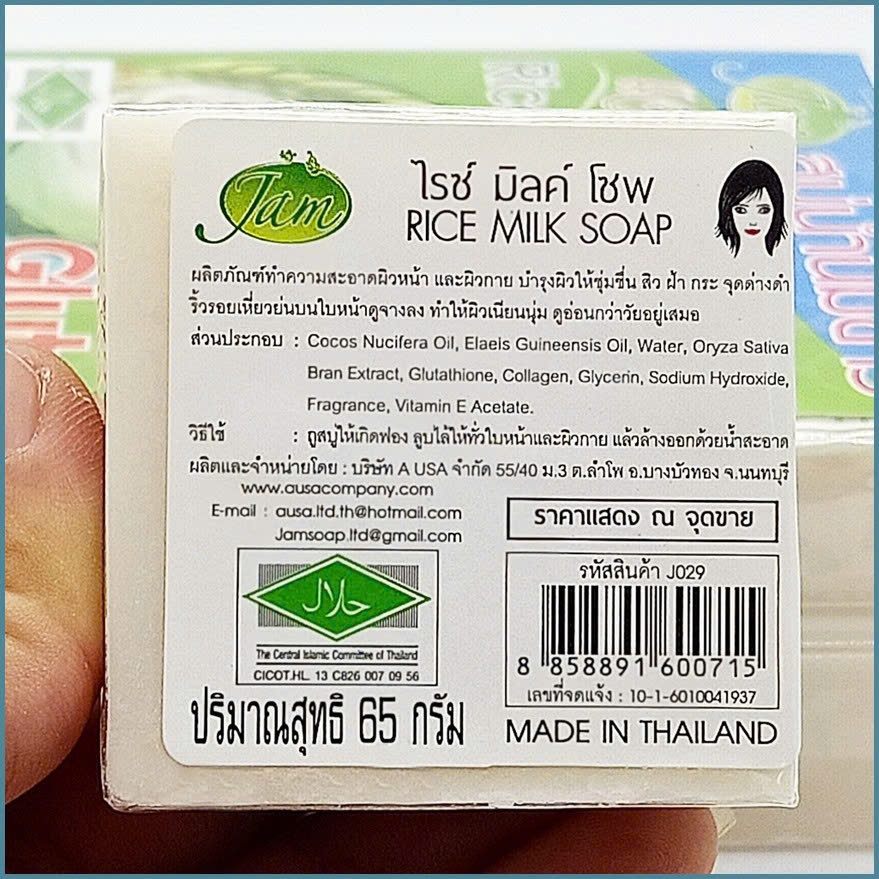 Jam
ไรซ์ มิลค์ โซพ
RICE MILK SOAP
ผลิตภัณฑ์ทำความสะอาดผิวหน้า และผิวกาย บำรุงผิวให้ชุ่มชื่น สิว ฝ้า กระ จุดด่างดำ
ริ้วรอยเหี่ยวย่นบนใบหน้าดูจางลง ทำให้ผิวเนียนนุ่ม ดูอ่อนกว่าวัยอยู่เสมอ
ส่วนประกอบ : Cocos Nucifera Oil, Elaels Guineensis Oil, Water, Oryza Sativa
Bran Extract, Glutathione, Collagen, Glycerin, Sodium Hydroxide,
Fragrance, Vitamin E Acetate.
วิธีใช้ : ถูสบู่ให้เกิดฟอง ลูบไล้ให้ทั่วใบหน้าและผิวกาย แล้วล้างออกด้วยน้ำสะอาด
ผลิตและจำหน่ายโดย : บริษัท A USA จำกัด 55/40 ม.3 ต.ลำโพ อ.บางบัวทอง จ.นนทบุรี
www.ausacompany.com
E-mail : ausa.ltd.th@hotmail.com
Jamsoap.ltd@gmail.com
ราคาแสดง ณ จุดขาย
حلال
The Central Islamic Committee of Thailand
CICOT.HL. 13 C826 007 09 56
รหัสสินค้า J029
8 858891 600715
เลขที่จดแจ้ง : 10-1-6010041937
ปริมาณสุทธิ 65 กรัม
MADE IN THAILAND
Ric
Glut